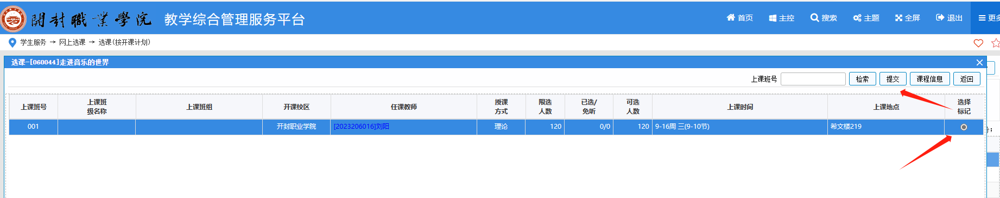 開封職業學院 教学综合管理服务平台 首页 主控 搜索 主题 全屏 退出 更多
学生服务 → 网上选课 → 选课(按开课计划)
选课-[060044]走进音乐的世界
上课班号 检索 提交 课程信息 返回
上课班号 上课班级名称 上课班组 开课校区 任课教师 授课方式 限选人数 已选/免听 可选人数 上课时间 上课地点 选择标记
001 开封职业学院 [2023206016]刘阳 理论 120 0/0 120 9-16周 三(9-10节) 希文楼219